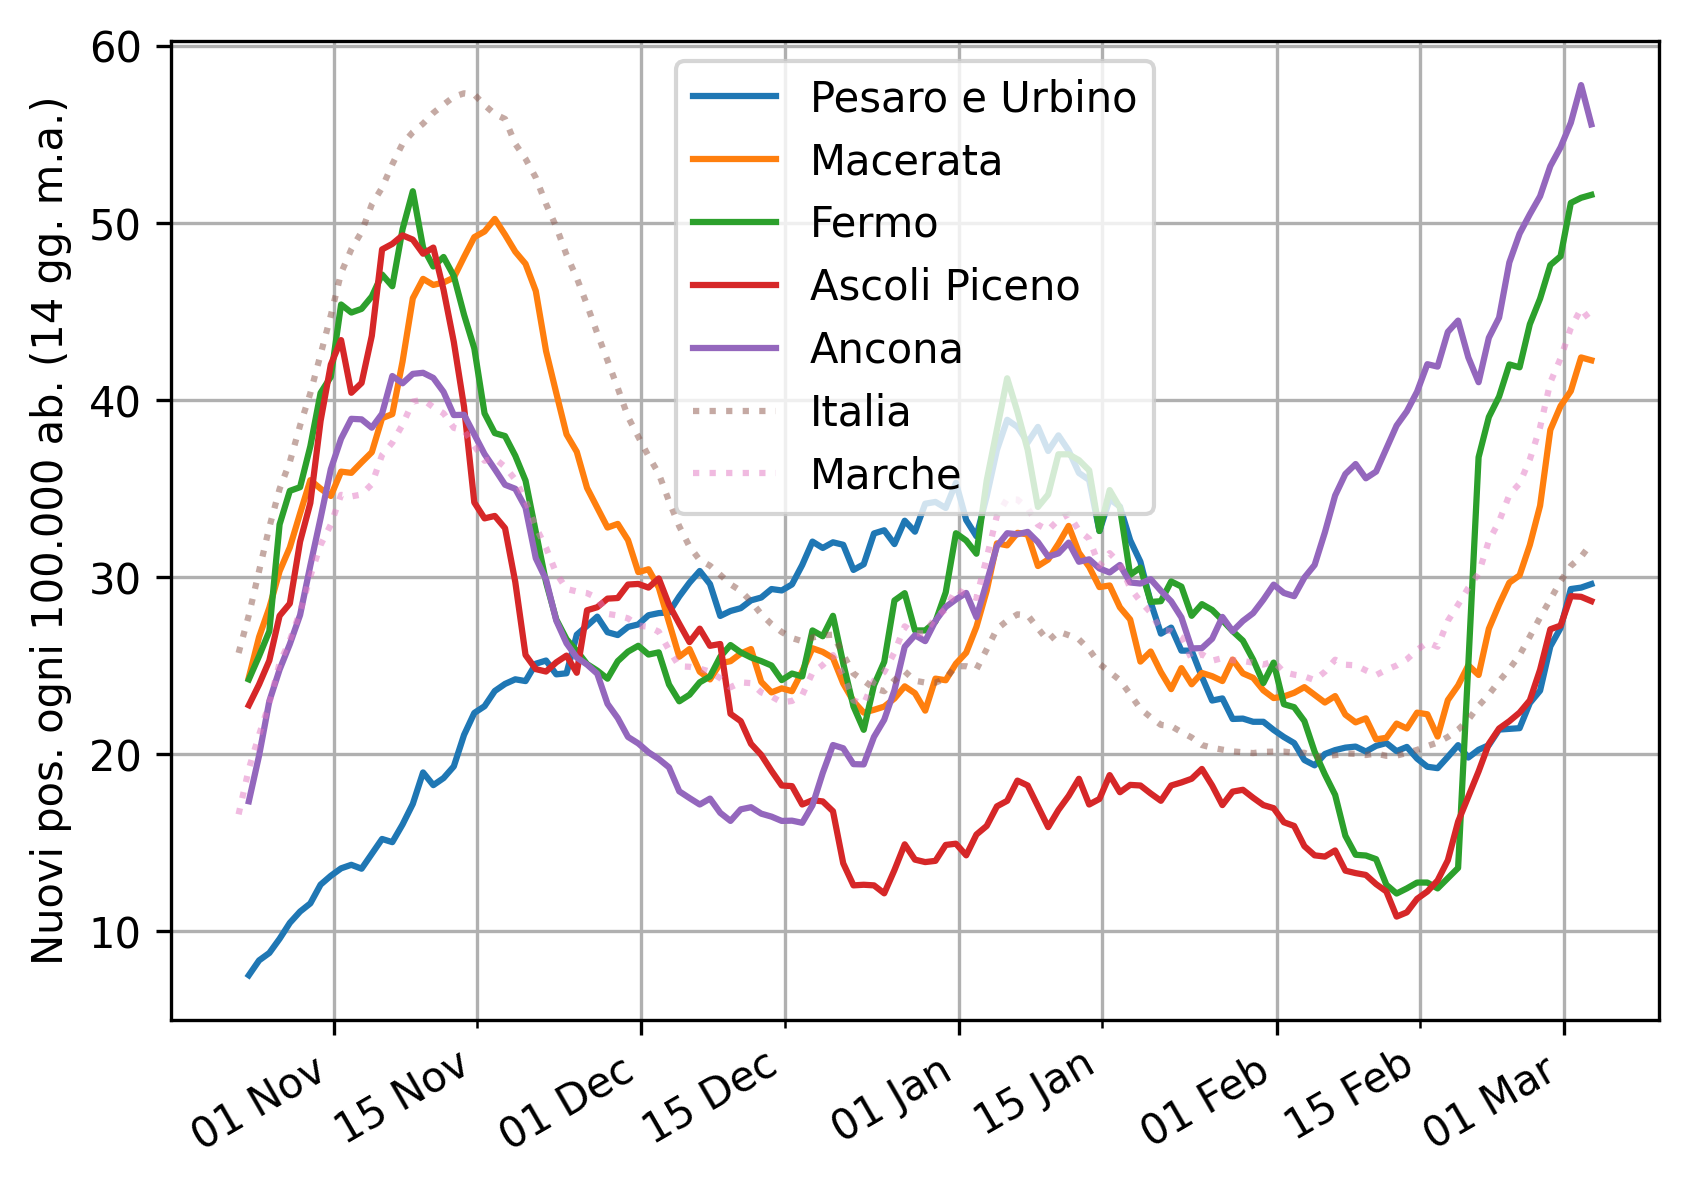 Nuovi pos. ogni 100.000 ab. (14 gg. m.a.)
60
50
40
30
20
10
Pesaro e Urbino
Macerata
Fermo
Ascoli Piceno
Ancona
Italia
Marche
01 Nov
15 Nov
01 Dec
15 Dec
01 Jan
15 Jan
01 Feb
15 Feb
01 Mar